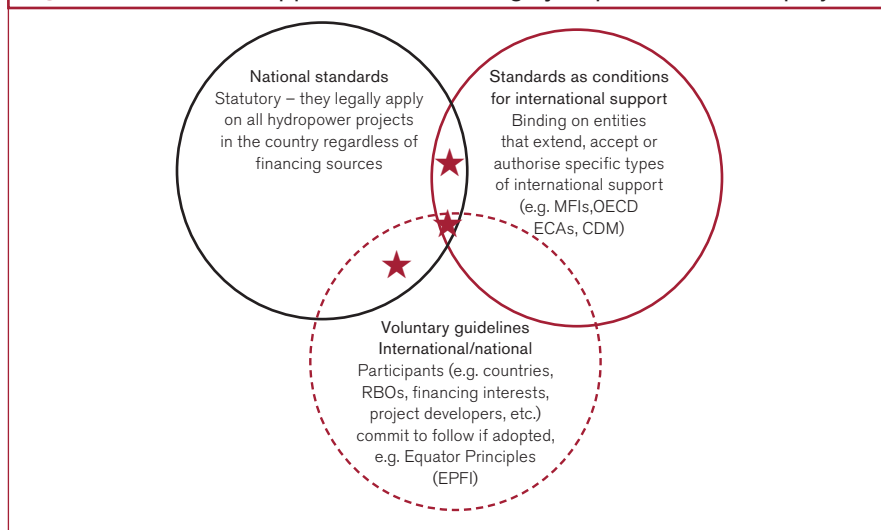 National standards
Statutory – they legally apply
on all hydropower projects
in the country regardless of
financing sources
Standards as conditions
for international support
Binding on entities
that extend, accept or
authorise specific types
of international support
(e.g. MFIs,OECD
ECAs, CDM)
Voluntary guidelines
International/national
Participants (e.g. countries,
RBOs, financing interests,
project developers, etc.)
commit to follow if adopted,
e.g. Equator Principles
(EPFI)